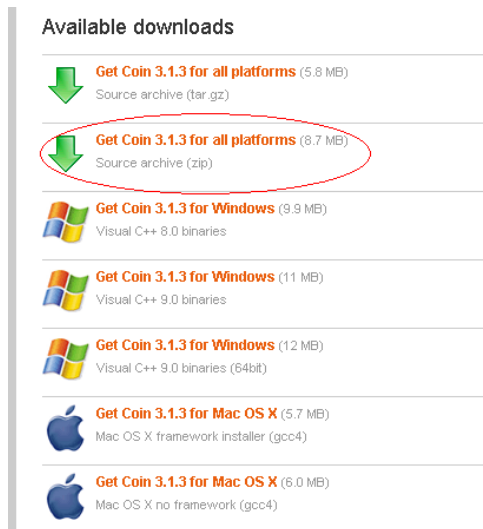 Available downloads
Get Coin 3.1.3 for all platforms (5.8 MB)
Source archive (tar.gz)
Get Coin 3.1.3 for all platforms (8.7 MB)
Source archive (zip)
Get Coin 3.1.3 for Windows (9.9 MB)
Visual C++ 8.0 binaries
Get Coin 3.1.3 for Windows (11 MB)
Visual C++ 9.0 binaries
Get Coin 3.1.3 for Windows (12 MB)
Visual C++ 9.0 binaries (64bit)
Get Coin 3.1.3 for Mac OS X (5.7 MB)
Mac OS X framework installer (gcc4)
Get Coin 3.1.3 for Mac OS X (6.0 MB)
Mac OS X no framework (gcc4)